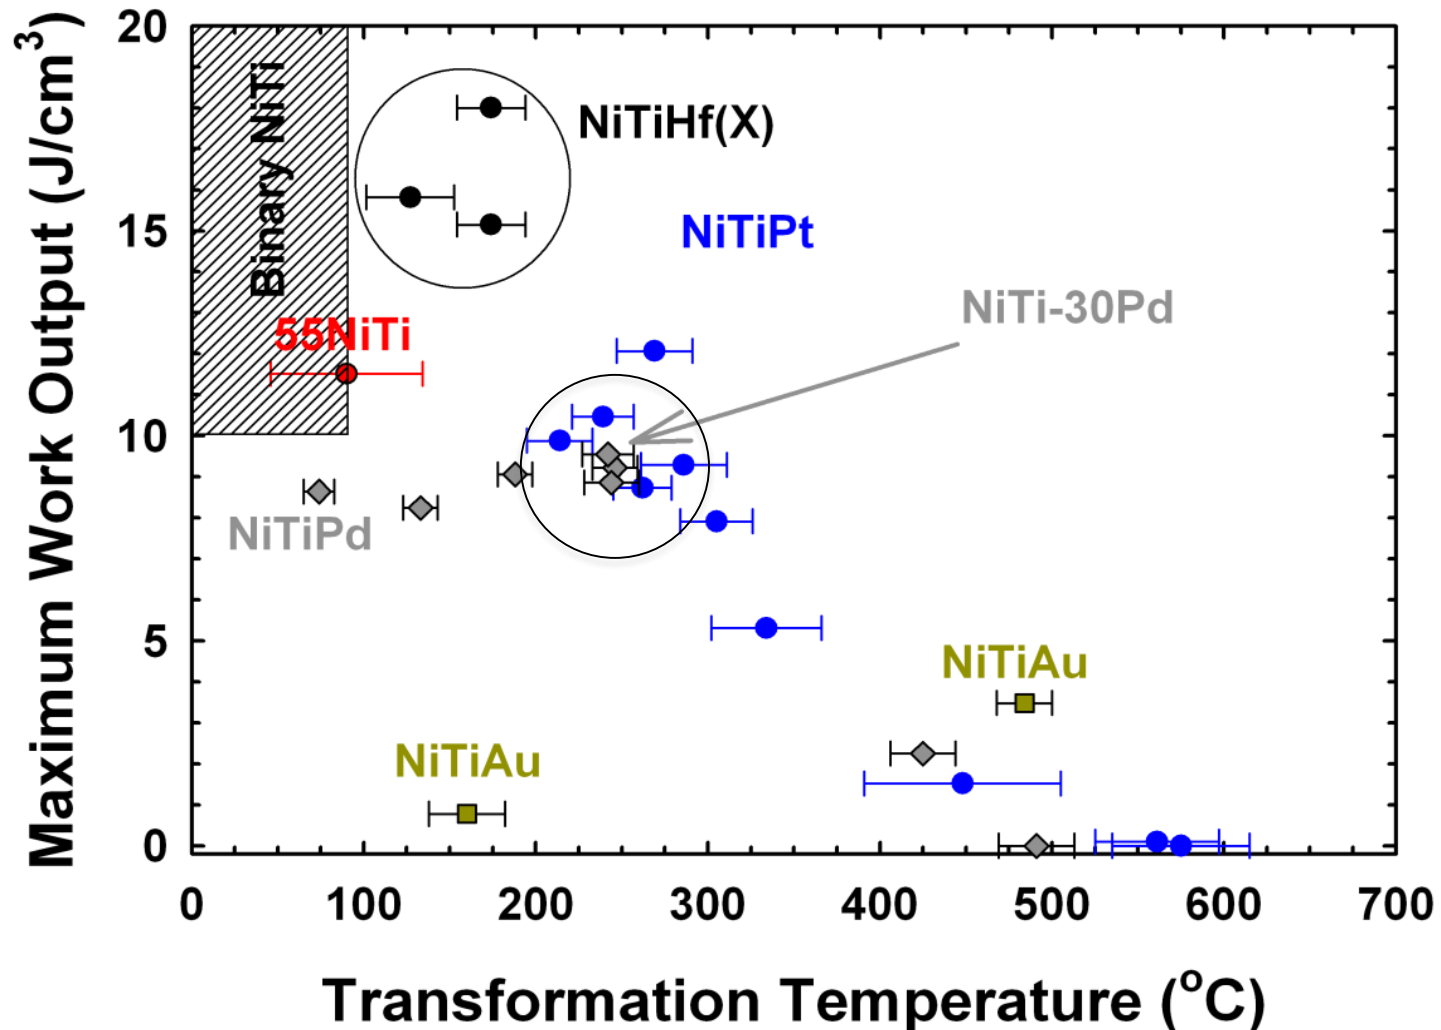 Maximum Work Output (J/cm³)
20
15
10
5
0
Binary NiTi
NiTiHf(X)
NiTiPt
NiTi-30Pd
55NiTi
NiTiPd
NiTiAu
NiTiAu
0 100 200 300 400 500 600 700
Transformation Temperature (ᵒC)